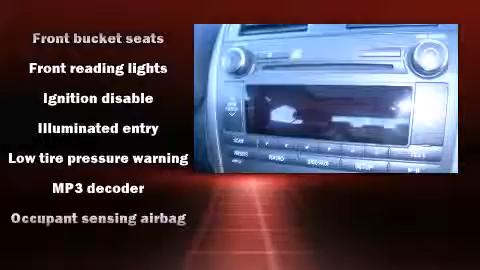 Front bucket seats
Front reading lights
Ignition disable
Illuminated entry
Low tire pressure warning
MP3 decoder
Occupant sensing airbag